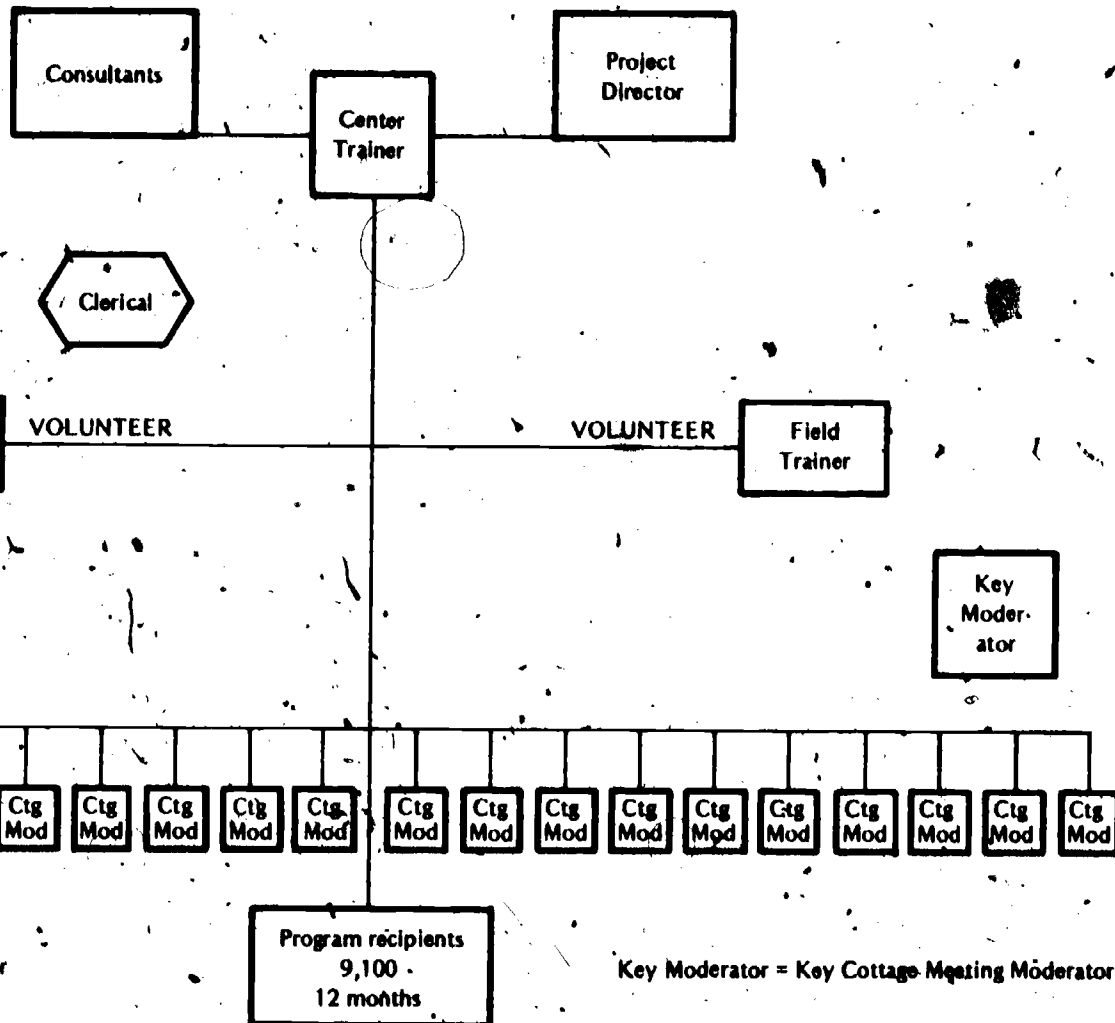 Consultants
Project
Director
Center
Trainer
Clerical
VOLUNTEER
VOLUNTEER
Field
Trainer
Key
Moder-
ator
Ctg Ctg Ctg Ctg Ctg Ctg Ctg Ctg Ctg Ctg Ctg Ctg Ctg Ctg Ctg
Mod Mod Mod Mod Mod Mod Mod Mod Mod Mod Mod Mod Mod Mod Mod
Program recipients
9,100
12 months
r
Key Moderator = Key Cottage Meeting Moderator